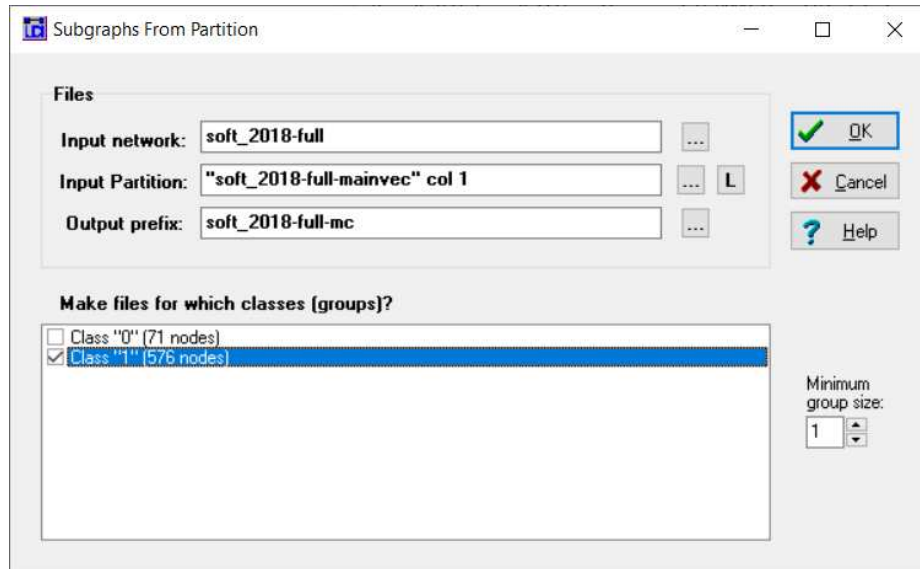 Subgraphs From Partition
Files
Input network: soft_2018-full ...
Input Partition: "soft_2018-full-mainvec" col 1 ... L
Output prefix: soft_2018-full-mc ...
OK
Cancel
Help
Make files for which classes (groups)?
Class "0" (71 nodes)
Class "1" (576 nodes)
Minimum
group size:
1